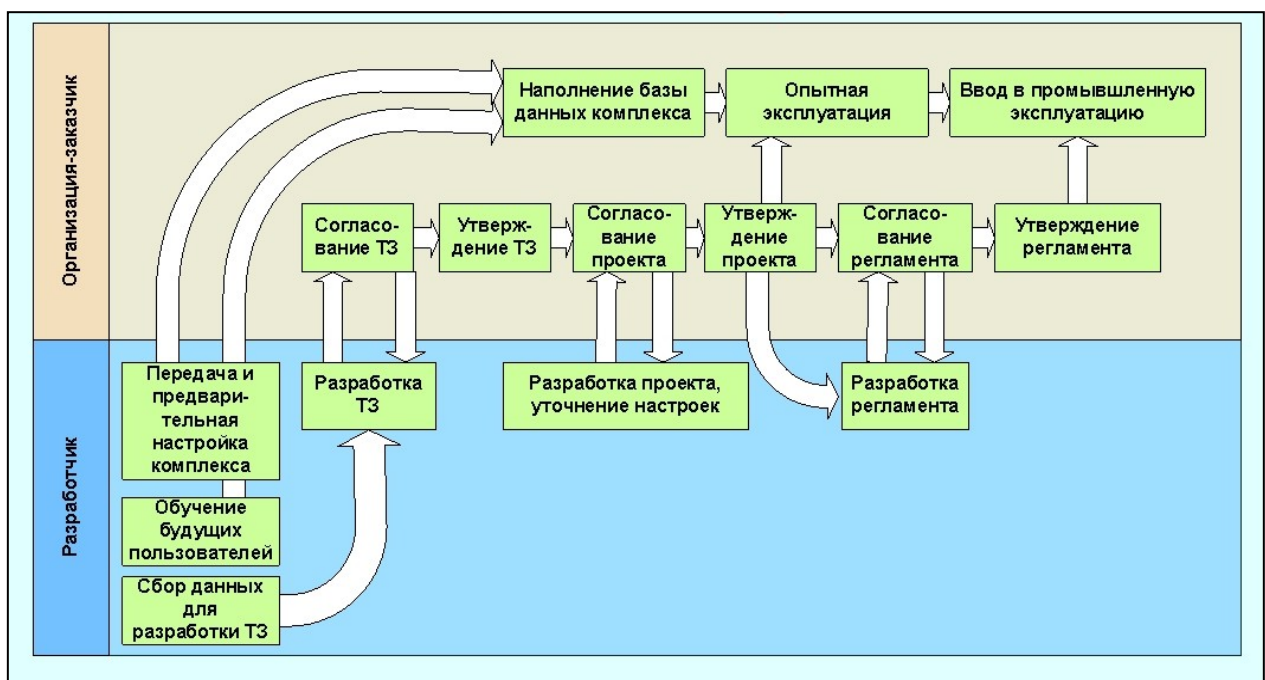 Организация-заказчик
Наполнение базы
данных комплекса
Опытная
эксплуатация
Ввод в промывшленную
эксплуатацию
Согласо-
вание ТЗ
Утверж-
дение ТЗ
Согласо-
вание
проекта
Утверж-
дение
проекта
Согласо-
вание
регламента
Утверждение
регламента
Разработчик
Передача и
предвари-
тельная
настройка
комплекса
Разработка
ТЗ
Разработка проекта,
уточнение настроек
Разработка
регламента
Обучение
будущих
пользователей
Сбор данных
для
разработки ТЗ